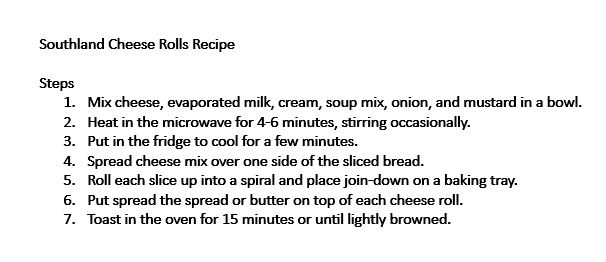 Southland Cheese Rolls Recipe
Steps
1. Mix cheese, evaporated milk, cream, soup mix, onion, and mustard in a bowl.
2. Heat in the microwave for 4-6 minutes, stirring occasionally.
3. Put in the fridge to cool for a few minutes.
4. Spread cheese mix over one side of the sliced bread.
5. Roll each slice up into a spiral and place join-down on a baking tray.
6. Put spread the spread or butter on top of each cheese roll.
7. Toast in the oven for 15 minutes or until lightly browned.